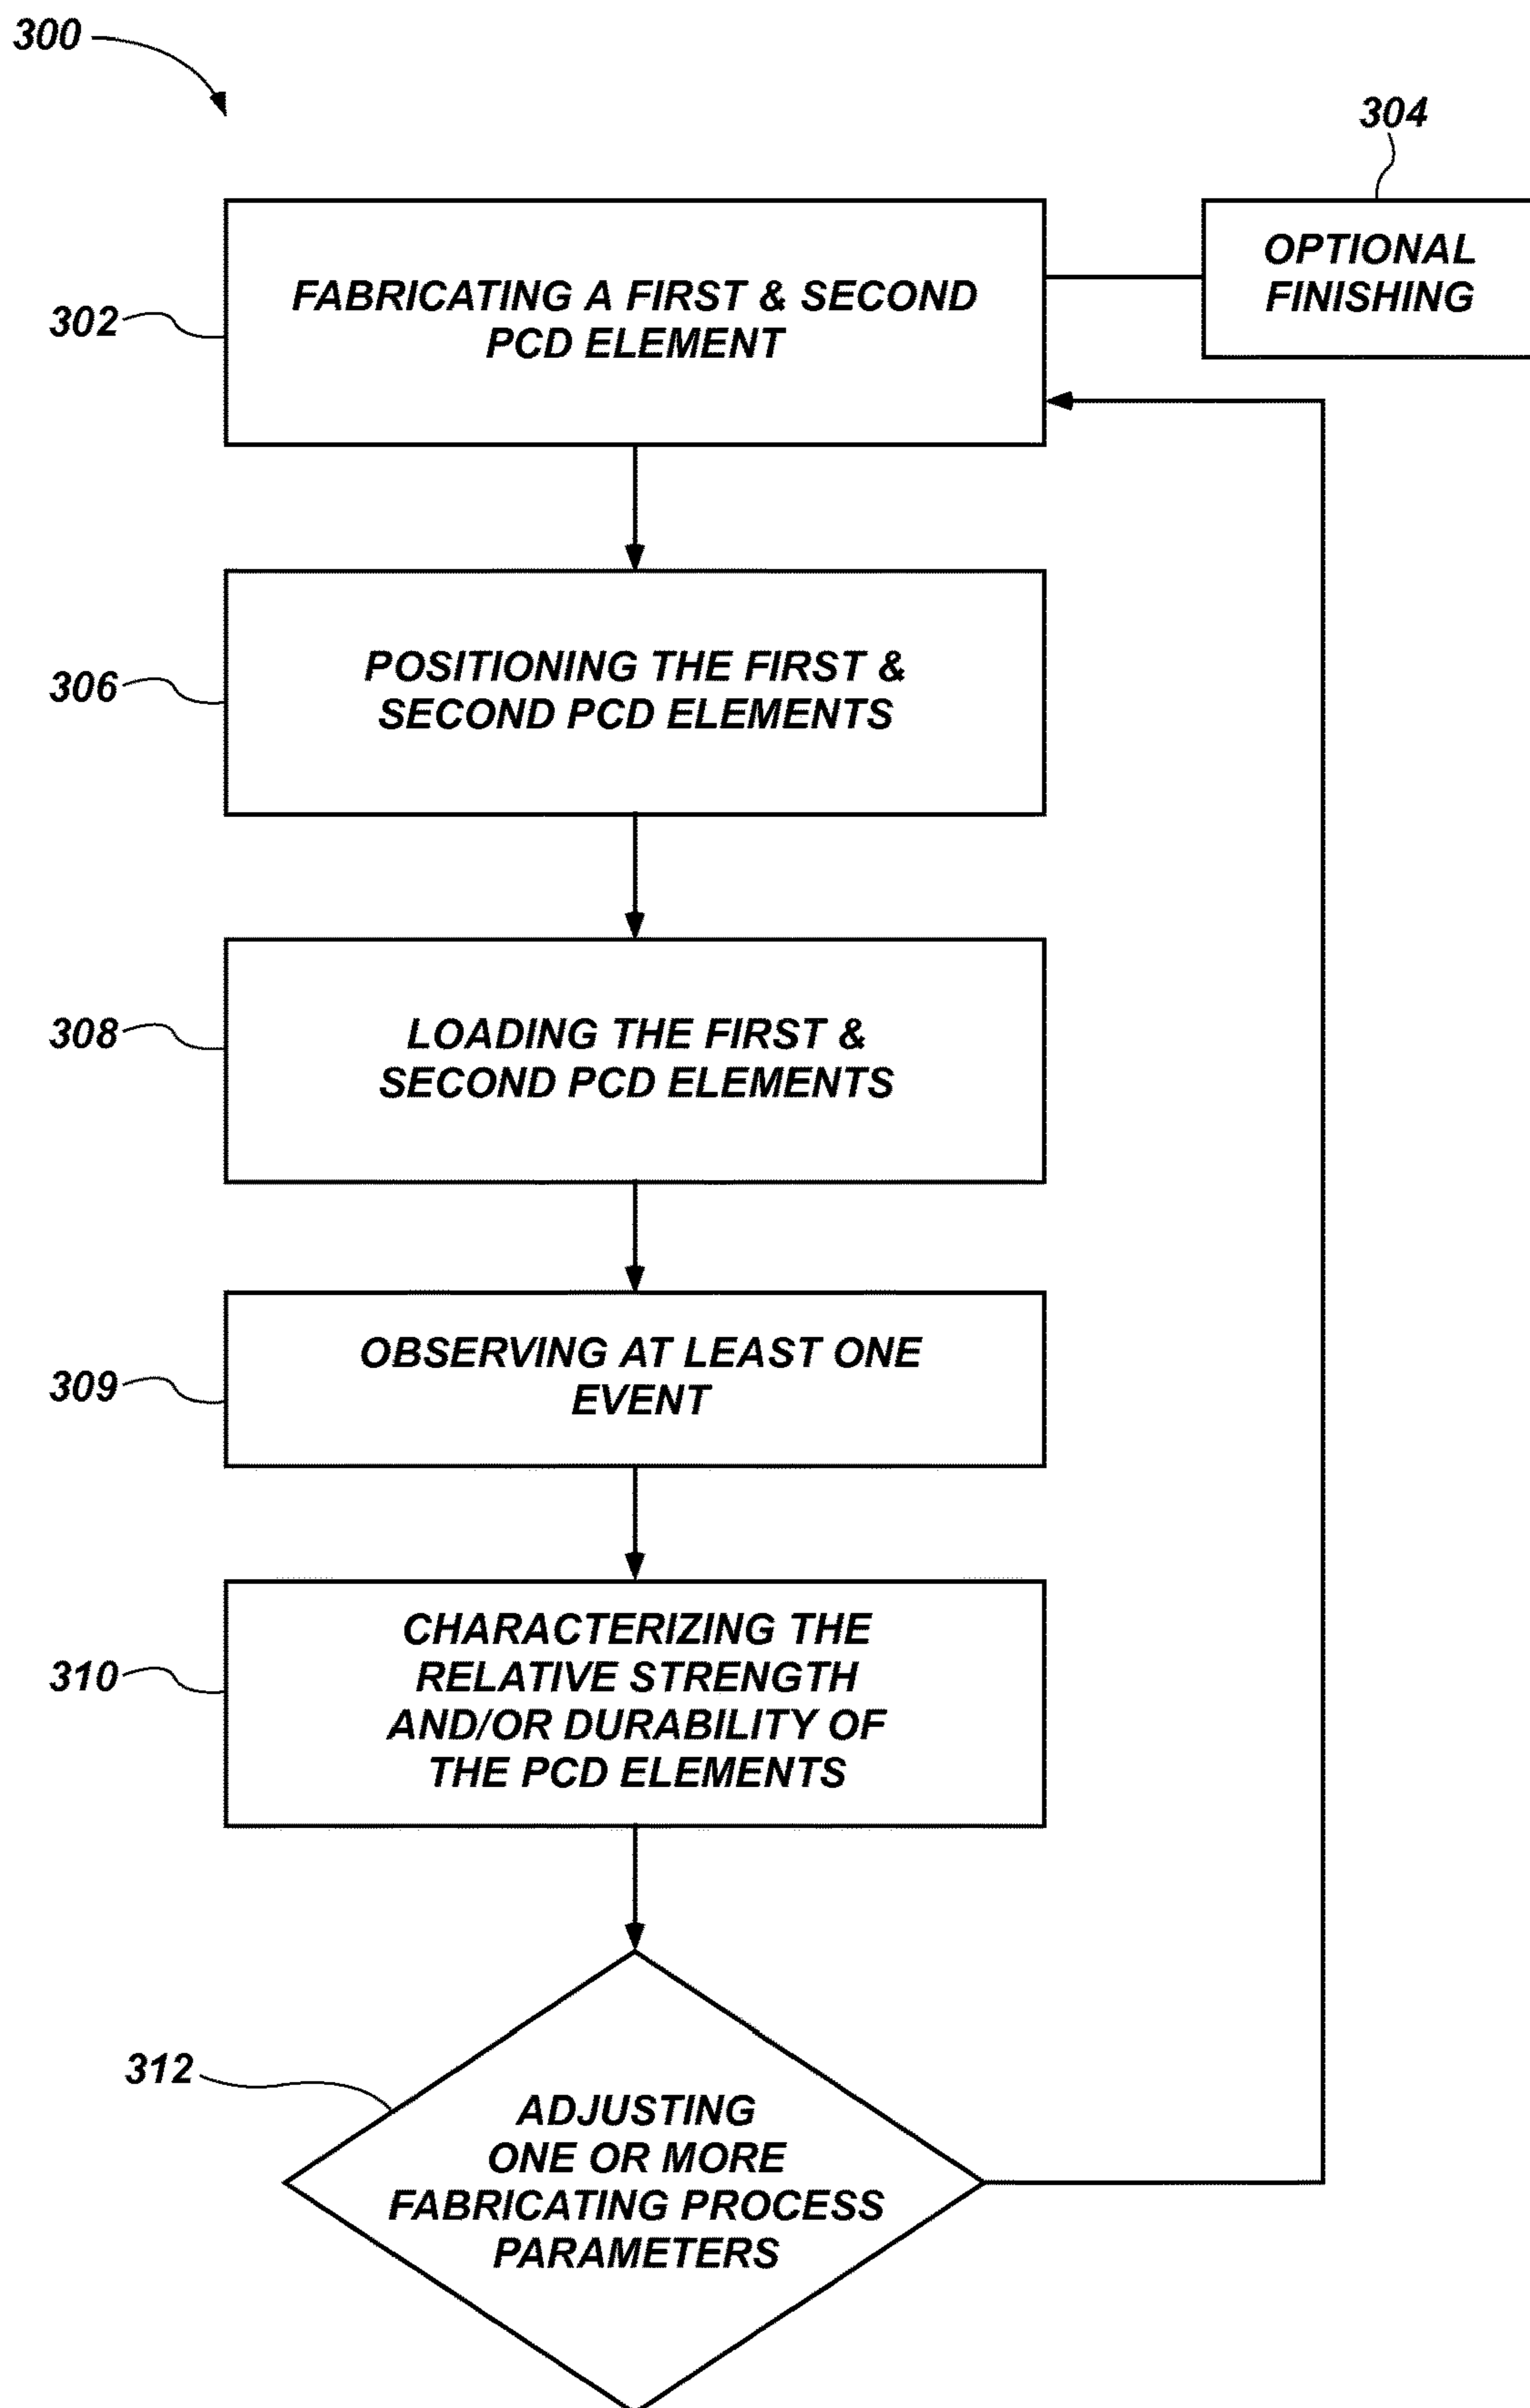 300
304
OPTIONAL
FINISHING
302
FABRICATING A FIRST & SECOND
PCD ELEMENT
306
POSITIONING THE FIRST &
SECOND PCD ELEMENTS
308
LOADING THE FIRST &
SECOND PCD ELEMENTS
309
OBSERVING AT LEAST ONE
EVENT
310
CHARACTERIZING THE
RELATIVE STRENGTH
AND/OR DURABILITY OF
THE PCD ELEMENTS
312
ADJUSTING
ONE OR MORE
FABRICATING PROCESS
PARAMETERS